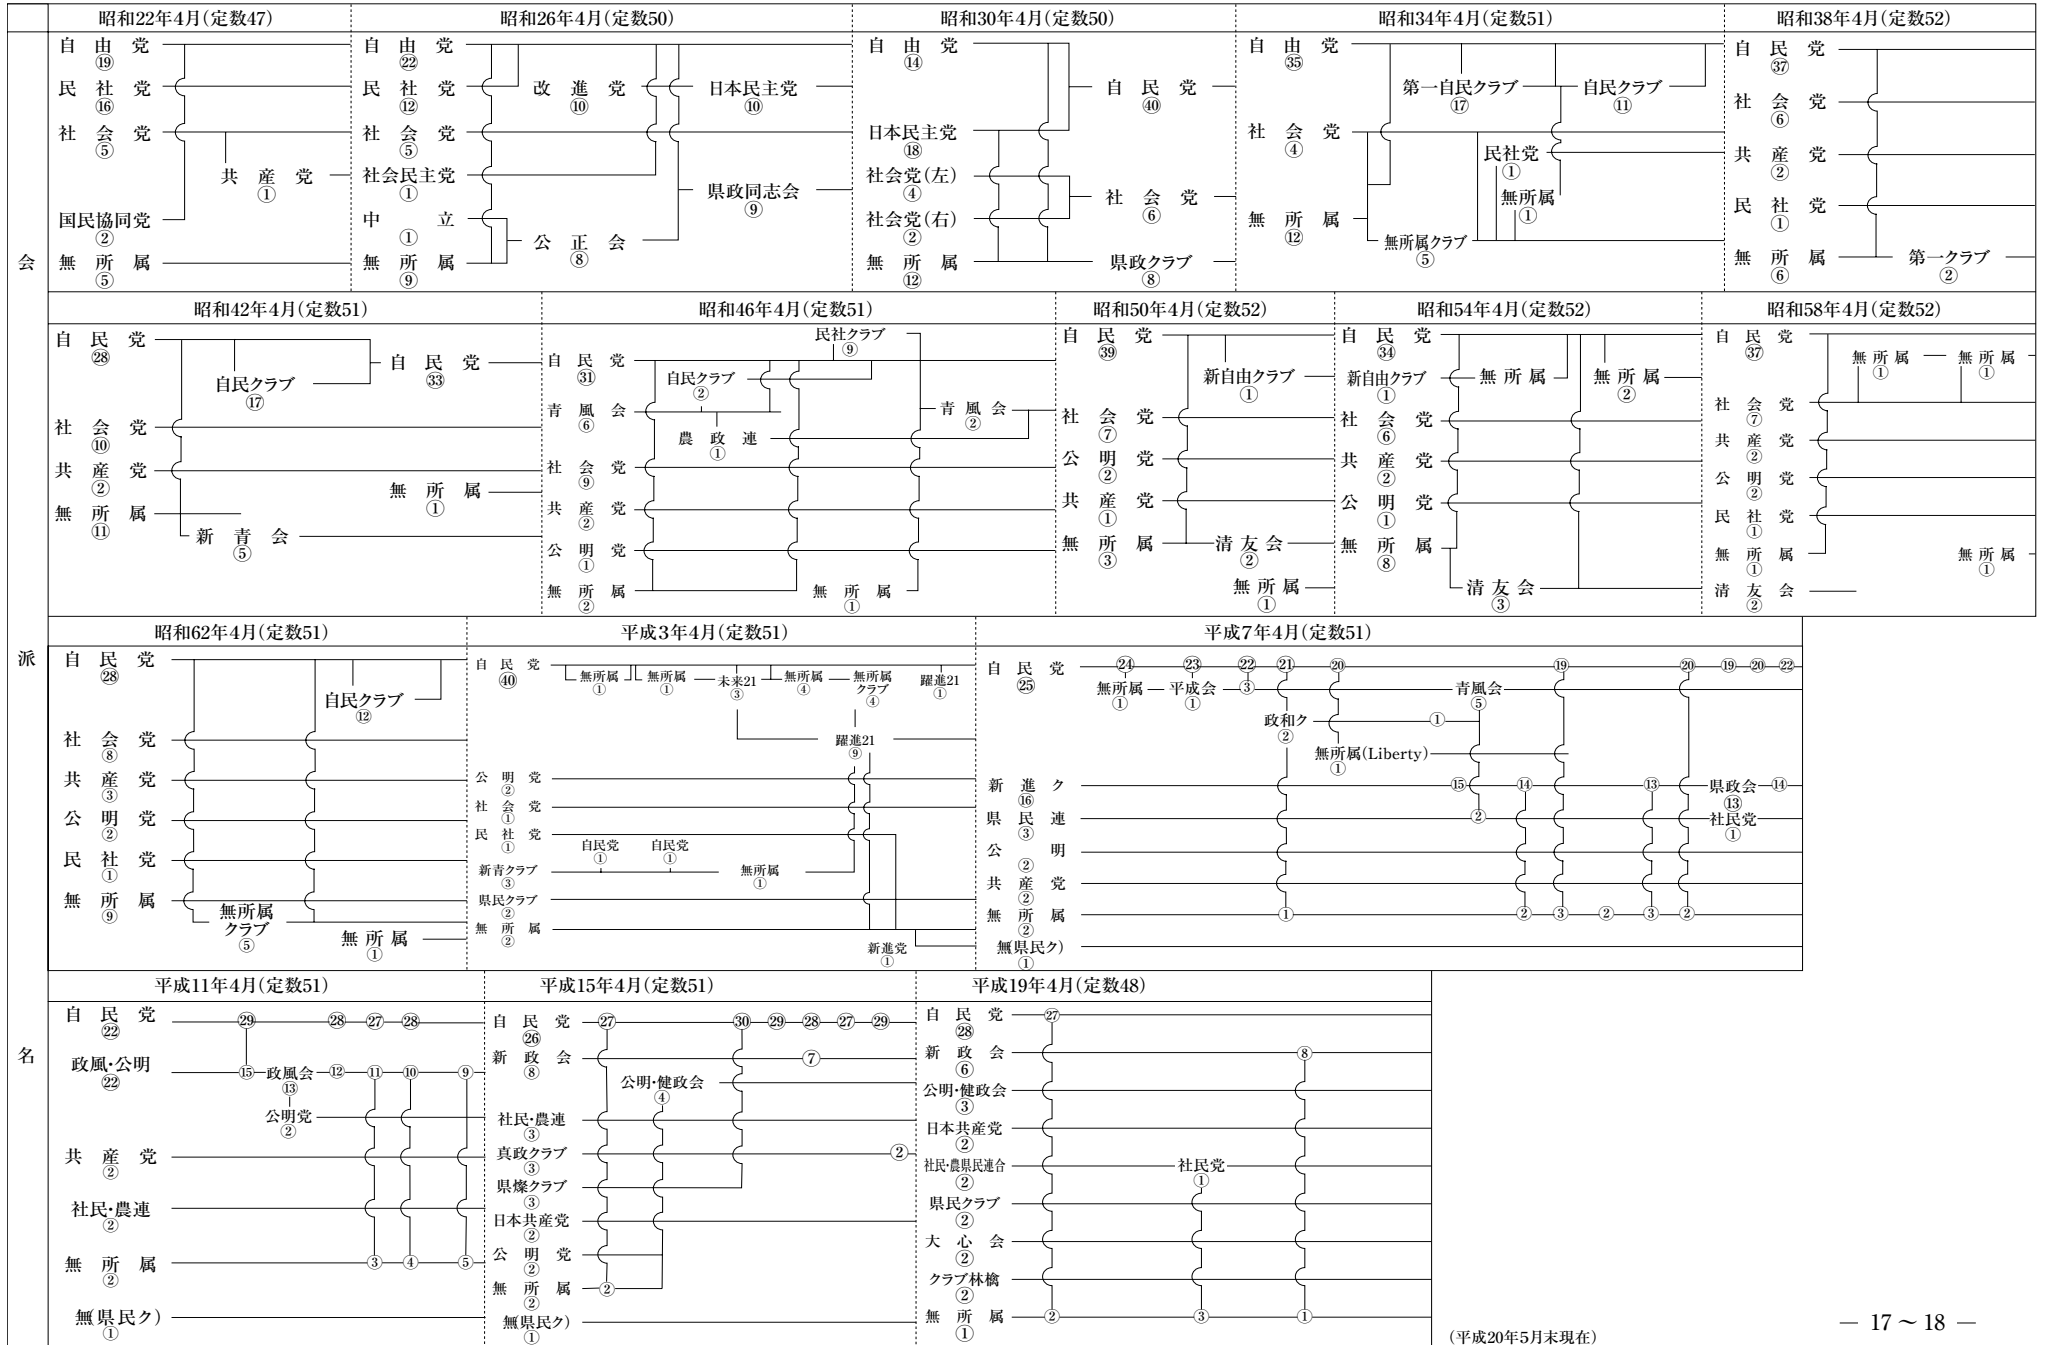 会
派
名
昭和22年4月(定数47)
自由党
⑲
民社党
⑯
社会党
⑤
共産党
①
国民協同党
②
無所属
⑤
昭和26年4月(定数50)
自由党
㉒
民社党
⑫
改進党
⑩
日本民主党
⑩
社会党
⑤
社会民主党
①
県政同志会
⑨
中立
①
公正会
⑧
無所属
⑨
昭和30年4月(定数50)
自由党
⑭
自民党
㊵
日本民主党
⑱
社会党(左)
④
社会党
⑥
社会党(右)
②
無所属
⑫
県政クラブ
⑧
昭和34年4月(定数51)
自由党
㉟
第一自民クラブ
⑰
自民クラブ
⑪
社会党
④
民社党
①
無所属
①
無所属
⑫
無所属クラブ
⑤
昭和38年4月(定数52)
自民党
㊲
社会党
⑥
共産党
②
民社党
①
無所属
⑥
第一クラブ
②
昭和42年4月(定数51)
自民党
㉘
自民党
㉝
自民クラブ
⑰
社会党
⑩
共産党
②
無所属
①
無所属
⑪
新青会
⑤
昭和46年4月(定数51)
民社クラブ
⑨
自民党
㉛
自民クラブ
②
青風会
⑥
青風会
②
農政連
①
社会党
⑨
共産党
②
公明党
①
無所属
②
無所属
①
昭和50年4月(定数52)
自民党
㊴
新自由クラブ
①
社会党
⑦
公明党
②
共産党
①
無所属
③
清友会
②
無所属
①
昭和54年4月(定数52)
自民党
㉞
新自由クラブ
①
無所属
無所属
②
社会党
⑥
共産党
②
公明党
①
無所属
⑧
清友会
③
昭和58年4月(定数52)
自民党
㊲
無所属
①
無所属
①
社会党
⑦
共産党
②
公明党
②
民社党
①
無所属
①
無所属
①
清友会
②
昭和62年4月(定数51)
自民党
㉘
自民クラブ
⑫
社会党
⑧
共産党
③
公明党
②
民社党
①
無所属
⑨
無所属
クラブ
⑤
無所属
①
平成3年4月(定数51)
自民党
㊵
無所属
①
無所属
①
未来21
③
無所属
④
無所属
クラブ
④
躍進21
①
躍進21
⑨
公明党
②
社会党
①
民社党
①
自民党
①
自民党
①
新青クラブ
③
無所属
①
県民クラブ
②
無所属
②
新進党
①
平成7年4月(定数51)
自民党 ㉔ ㉓ ㉒ ㉑ ⑳ ⑲ ⑳ ⑲ ⑳ ㉒
㉕
無所属 平成会 ③ 青風会
① ① ⑤
政和ク ①
②
無所属(Liberty)
①
新進ク ⑮ ⑭ ⑬ 県政会 ⑭
⑯ ⑬
県民連 ② 社民党
③ ①
公明
②
共産党
②
無所属 ① ② ③ ② ③ ②
②
無(県民ク)
①
平成11年4月(定数51)
自民党 ㉙ ㉘ ㉗ ㉘
㉒
政風・公明 ⑮ 政風会 ⑫ ⑪ ⑩ ⑨
㉒ ⑬
公明党
②
共産党
②
社民・農連
②
無所属 ③ ④ ⑤
②
無(県民ク)
①
平成15年4月(定数51)
自民党 ㉗ ㉚ ㉙ ㉘ ㉗ ㉙
㉖
新政会 ⑦
⑧
公明・健政会
④
社民・農連
③
真政クラブ ②
③
県燦クラブ
③
日本共産党
②
公明党
②
無所属 ②
②
無(県民ク)
①
平成19年4月(定数48)
自民党 ㉗
㉘
新政会 ⑧
⑥
公明・健政会
③
日本共産党
②
社民・農県民連合 社民党
② ①
県民クラブ
②
大心会
②
クラブ林檎
②
無所属 ② ③ ①
①
(平成20年5月末現在)
― 17～18 ―